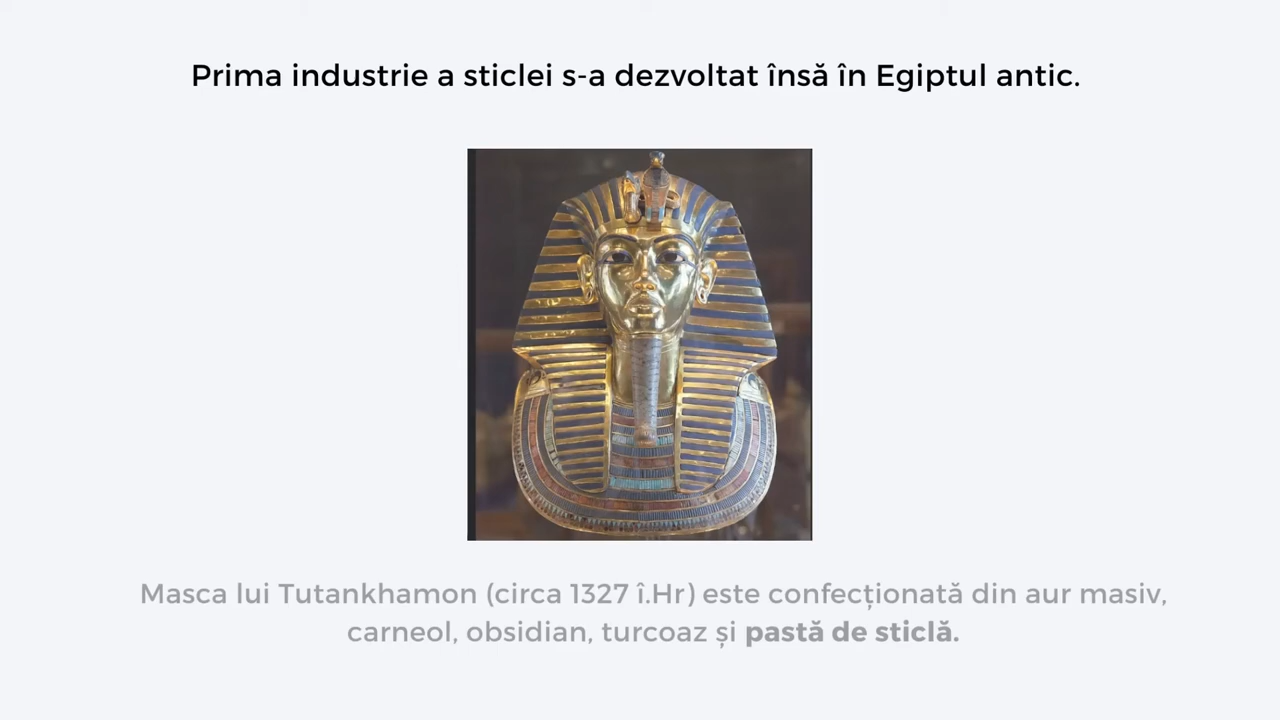 Prima industrie a sticlei s-a dezvoltat însă în Egiptul antic.
Masca lui Tutankhamon (circa 1327 î.Hr) este confecționată din aur masiv,
carneol, obsidian, turcoaz și pastă de sticlă.